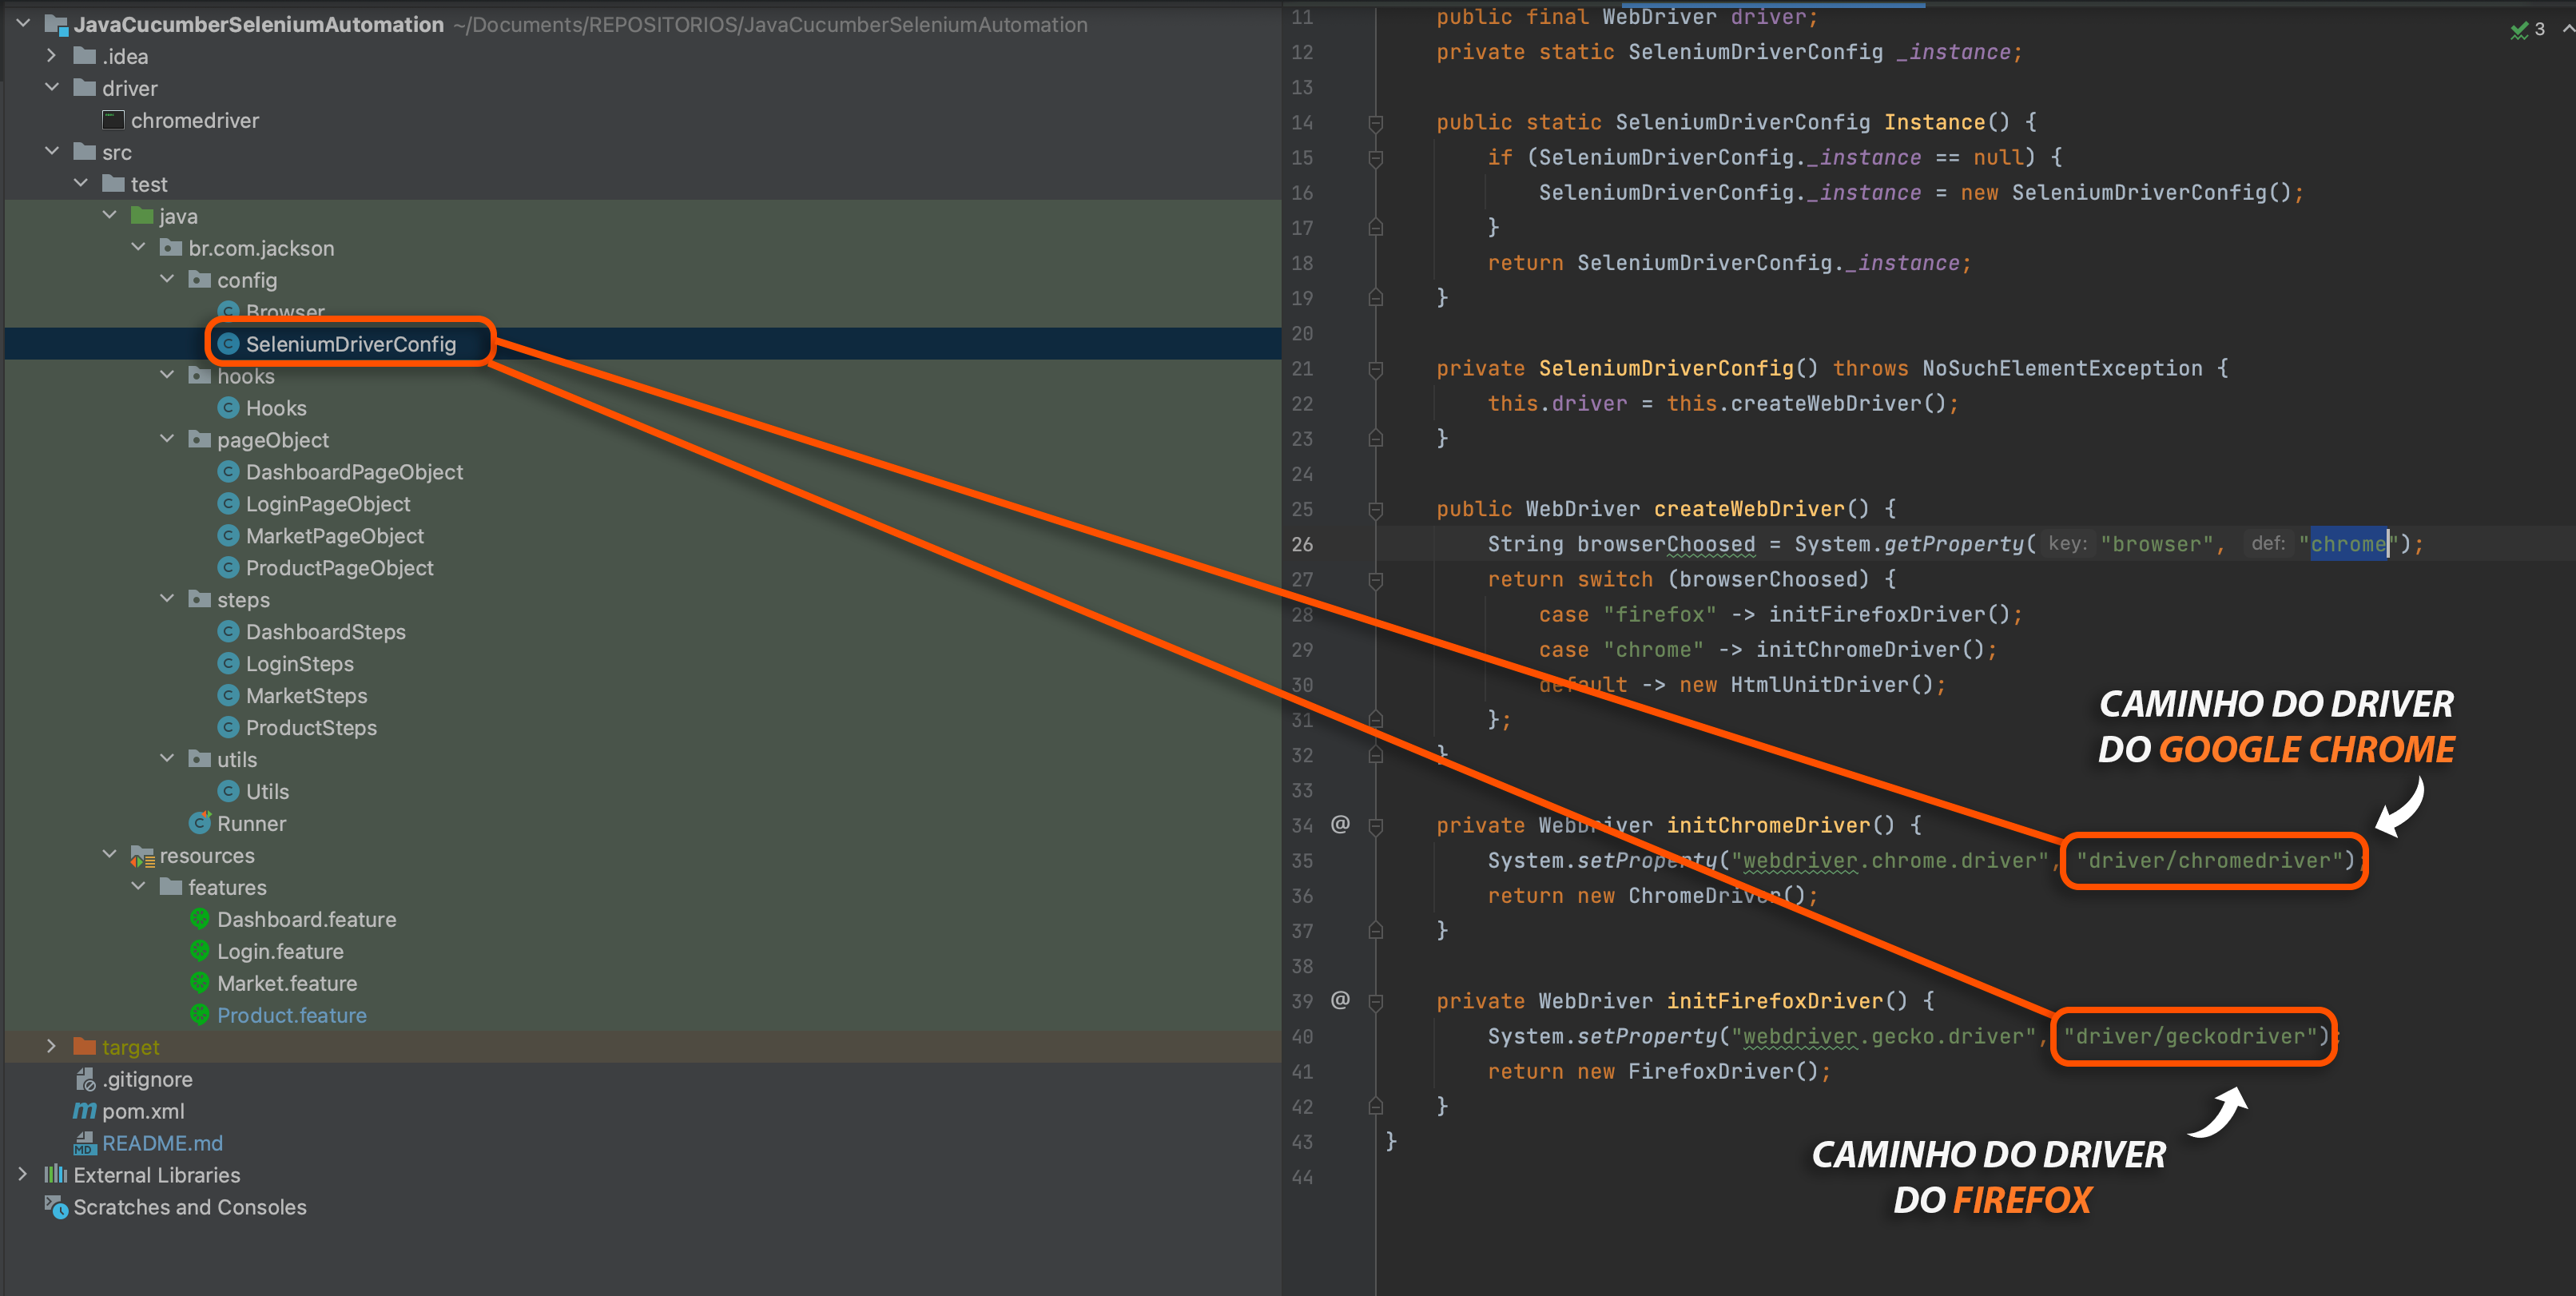 JavaCucumberSeleniumAutomation ~/Documents/REPOSITORIOS/JavaCucumberSeleniumAutomation
.idea
driver
chromedriver
src
test
java
br.com.jackson
config
Browser
SeleniumDriverConfig
hooks
Hooks
pageObject
DashboardPageObject
LoginPageObject
MarketPageObject
ProductPageObject
steps
DashboardSteps
LoginSteps
MarketSteps
ProductSteps
utils
Utils
Runner
resources
features
Dashboard.feature
Login.feature
Market.feature
Product.feature
target
.gitignore
pom.xml
README.md
External Libraries
Scratches and Consoles
3
11 public final WebDriver driver;
12 private static SeleniumDriverConfig _instance;
13
14 public static SeleniumDriverConfig Instance() {
15 if (SeleniumDriverConfig._instance == null) {
16 SeleniumDriverConfig._instance = new SeleniumDriverConfig();
17 }
18 return SeleniumDriverConfig._instance;
19 }
20
21 private SeleniumDriverConfig() throws NoSuchElementException {
22 this.driver = this.createWebDriver();
23 }
24
25 public WebDriver createWebDriver() {
26 String browserChoosed = System.getProperty( key: "browser", def: "chrome");
27 return switch (browserChoosed) {
28 case "firefox" -> initFirefoxDriver();
29 case "chrome" -> initChromeDriver();
30 default -> new HtmlUnitDriver();
31 };
32 }
33
34 @ private WebDriver initChromeDriver() {
35 System.setProperty("webdriver.chrome.driver", "driver/chromedriver");
36 return new ChromeDriver();
37 }
38
39 @ private WebDriver initFirefoxDriver() {
40 System.setProperty("webdriver.gecko.driver", "driver/geckodriver");
41 return new FirefoxDriver();
42 }
43 }
44
CAMINHO DO DRIVER
DO GOOGLE CHROME
CAMINHO DO DRIVER
DO FIREFOX